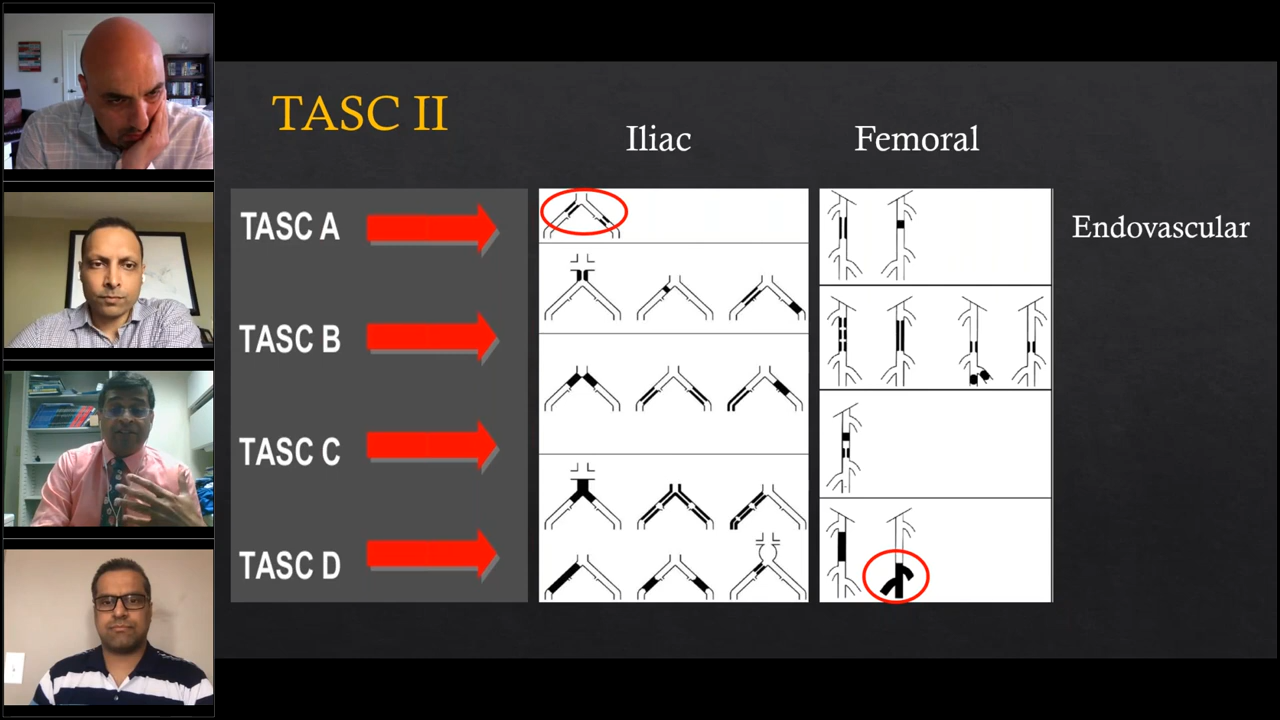 TASC II
Iliac
Femoral
TASC A
Endovascular
TASC B
TASC C
TASC D